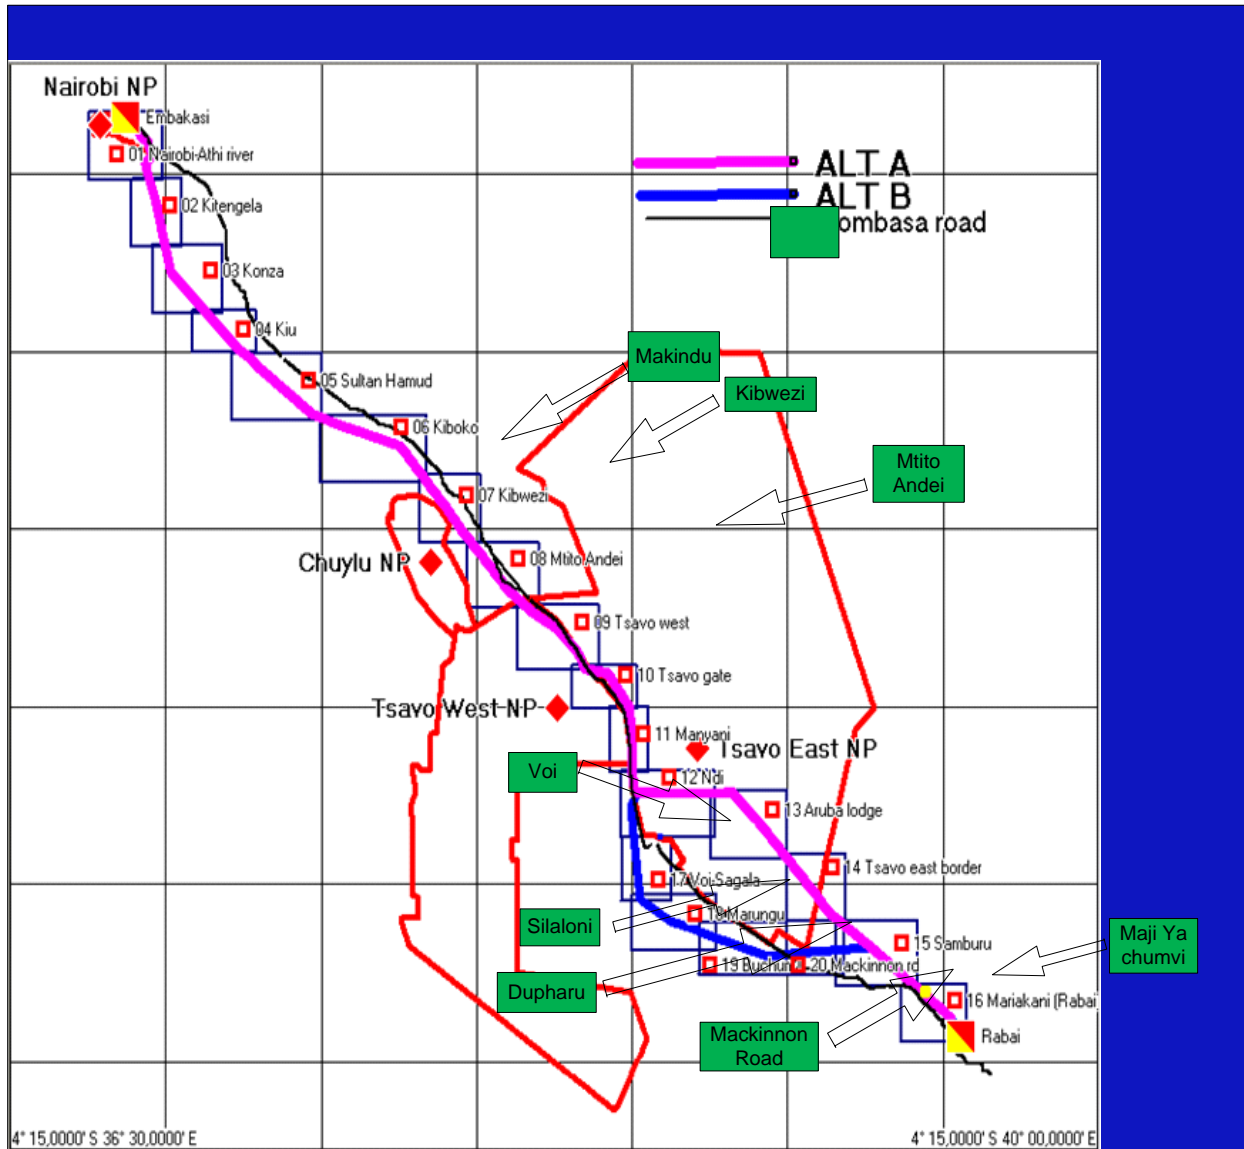 Nairobi NP
Embakasi
01 Nairobi-Athi river
ALT A
ALT B
02 Kitengela
ombasa road
03 Konza
04 Kiu
Makindu
05 Sultan Hamud
Kibwezi
06 Kiboko
Mtito
Andei
07 Kibwezi
Chuylu NP
08 Mtito Andei
09 Tsavo west
10 Tsavo gate
Tsavo West NP
11 Manyani
Tsavo East NP
Voi
12 Ndi
13 Aruba lodge
14 Tsavo east border
17 Voi-Sagala
18 Marungu
Silaloni
15 Samburu
Maji Ya
chumvi
19 Buchuma
20 Mackinnon rd
Dupharu
16 Mariakani (Rabai)
Mackinnon
Road
Rabai
4° 15,0000' S 36° 30,0000' E
4° 15,0000' S 40° 00,0000' E